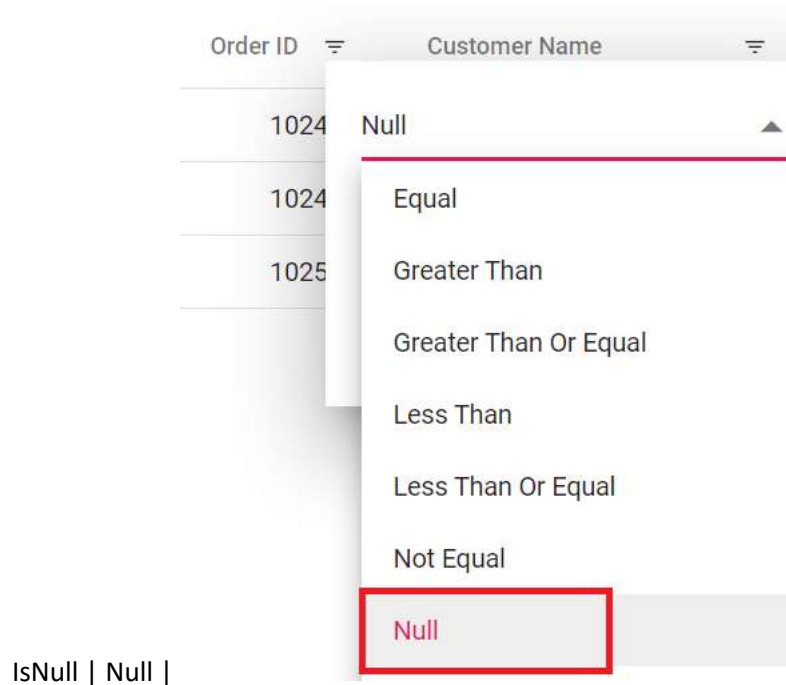 Order ID Customer Name
1024 Null
1024 Equal
1025 Greater Than
Greater Than Or Equal
Less Than
Less Than Or Equal
Not Equal
Null
IsNull | Null |